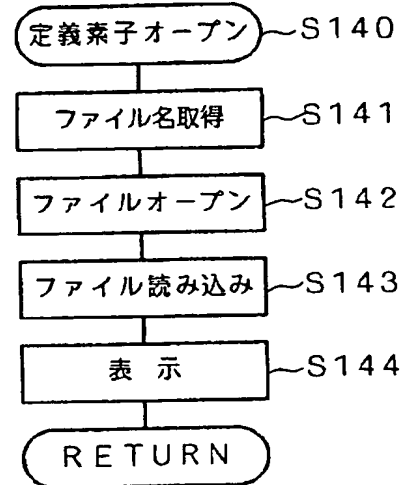 定義素子オープン 〜S140
ファイル名取得 〜S141
ファイルオープン 〜S142
ファイル読み込み 〜S143
表 示 〜S144
RETURN